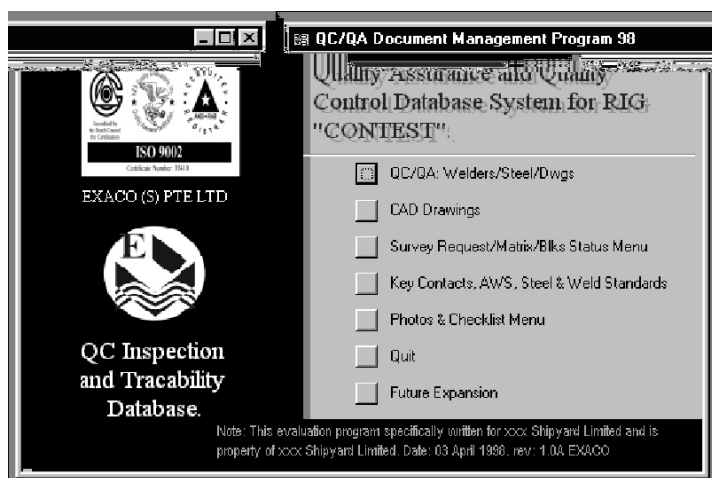 QC/QA Document Management Program 98
Quality Assurance and Quality
Control Database System for RIG
"CONTEST".
ISO 9002
EXACO (S) PTE LTD
E
QC Inspection
and Tracability
Database.
QC/QA: Welders/Steel/Dwgs
CAD Drawings
Survey Request/Matrix/Blks Status Menu
Key Contacts, AWS, Steel & Weld Standards
Photos & Checklist Menu
Quit
Future Expansion
Note: This evaluation program specifically written for xxx Shipyard Limited and is
property of xxx Shipyard Limited. Date: 03 April 1998. rev: 1.0A EXACO